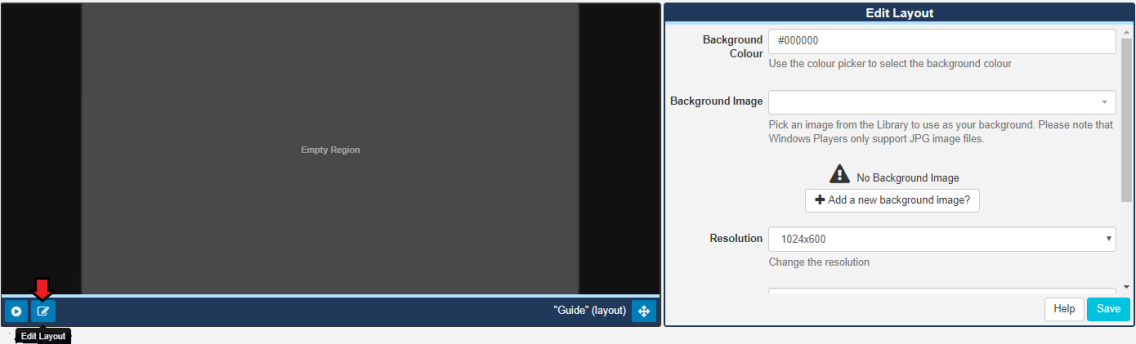 Empty Region
"Guide" (layout)
Edit Layout
Edit Layout
Background
Colour
#000000
Use the colour picker to select the background colour
Background Image
Pick an image from the Library to use as your background. Please note that
Windows Players only support JPG image files.
No Background Image
Add a new background image?
Resolution
1024x600
Change the resolution
Help
Save